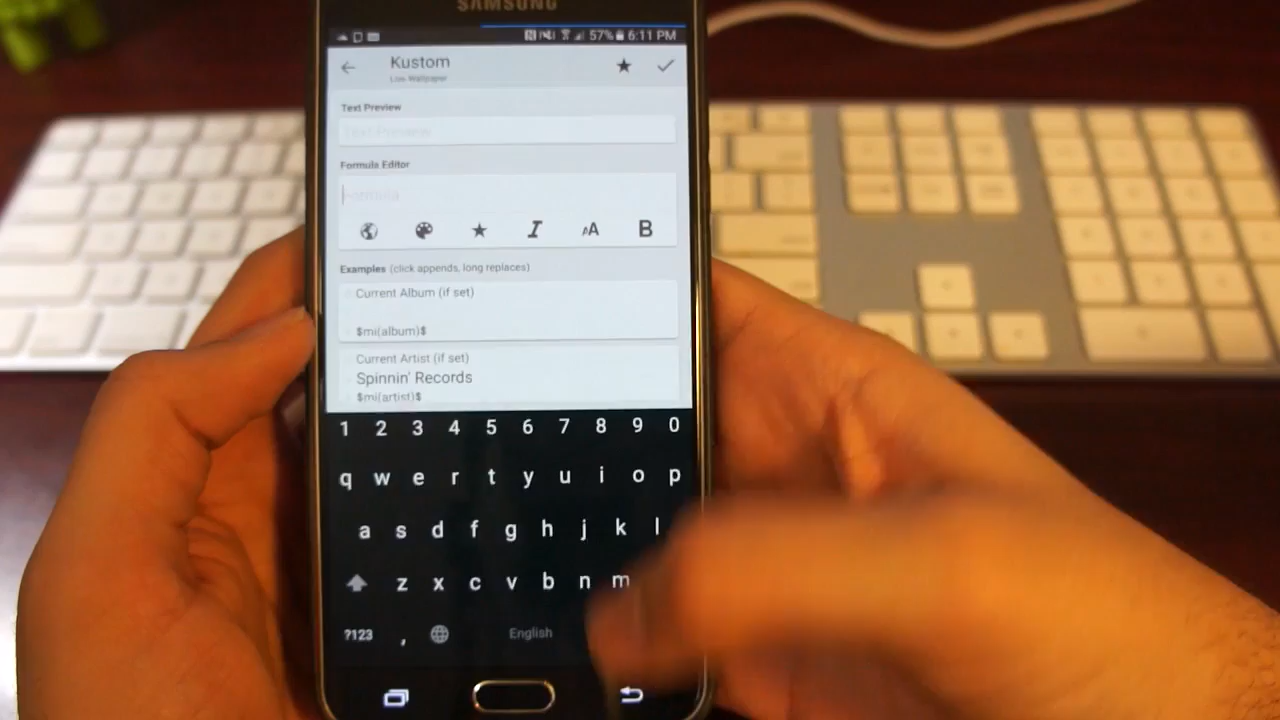 SAMSUNG
57% 6:11 PM
Kustom
Live Wallpaper
Text Preview
Text Preview
Formula Editor
Formula
I AA B
Examples (click appends, long replaces)
Current Album (if set)
$mi(album)$
Current Artist (if set)
Spinnin' Records
$mi(artist)$
1 2 3 4 5 6 7 8 9 0
q w e r t y u i o p
a s d f g h j k l
z x c v b n m
?123 , English